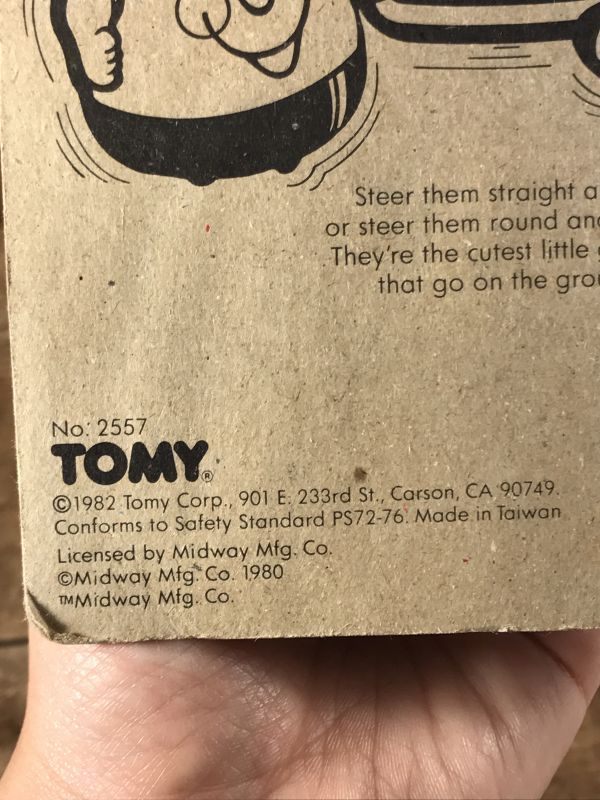 Steer them straight a
or steer them round and
They're the cutest little
that go on the grou
No. 2557
TOMY®
©1982 Tomy Corp., 901 E. 233rd St., Carson, CA 90749.
Conforms to Safety Standard PS72-76. Made in Taiwan
Licensed by Midway Mfg. Co.
©Midway Mfg. Co. 1980
™Midway Mfg. Co.